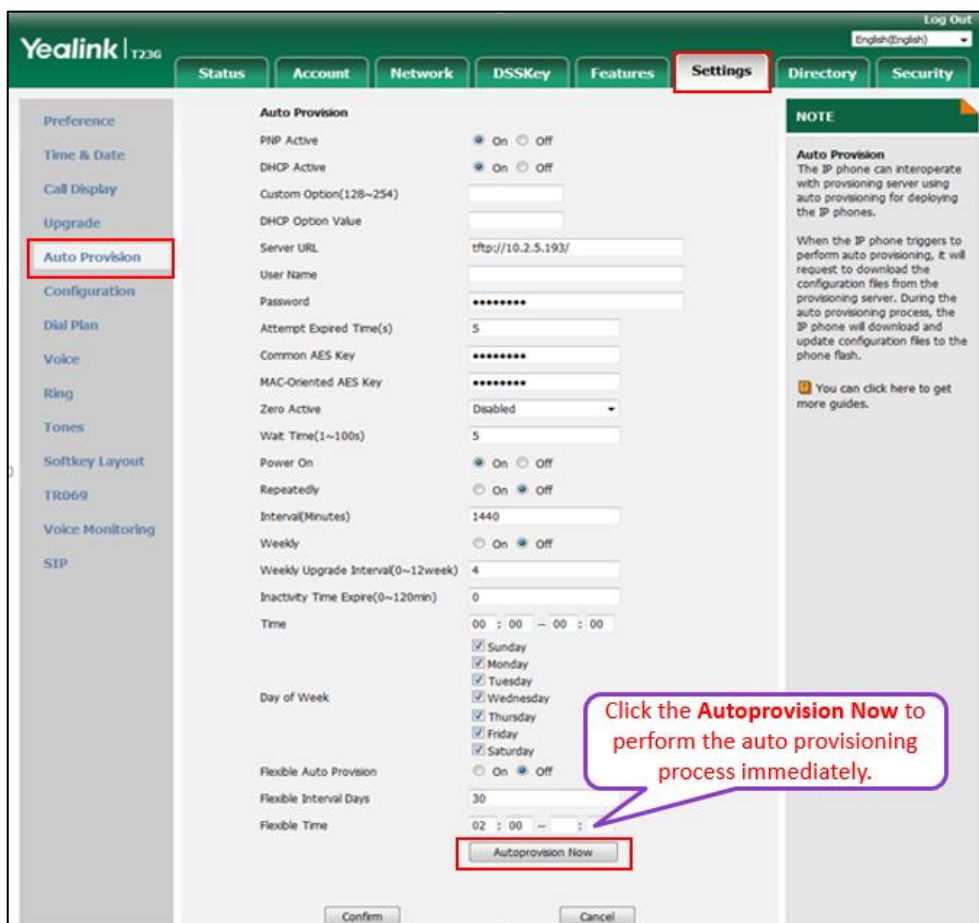 Log Out
English(English)
Yealink T23G
Status Account Network DSSKey Features Settings Directory Security
Preference
Time & Date
Call Display
Upgrade
Auto Provision
Configuration
Dial Plan
Voice
Ring
Tones
Softkey Layout
TR069
Voice Monitoring
SIP
Auto Provision
PNP Active On Off
DHCP Active On Off
Custom Option(128~254)
DHCP Option Value
Server URL tftp://10.2.5.193/
User Name
Password ••••••••
Attempt Expired Time(s) 5
Common AES Key ••••••••
MAC-Oriented AES Key ••••••••
Zero Active Disabled
Wait Time(1~100s) 5
Power On On Off
Repeatedly On Off
Interval(Minutes) 1440
Weekly On Off
Weekly Upgrade Interval(0~12week) 4
Inactivity Time Expire(0~120min) 0
Time 00 : 00 -- 00 : 00
Sunday
Monday
Tuesday
Day of Week Wednesday
Thursday
Friday
Saturday
Flexible Auto Provision On Off
Flexible Interval Days 30
Flexible Time 02 : 00 -- :
Autoprovision Now
Confirm Cancel
Click the Autoprovision Now to
perform the auto provisioning
process immediately.
NOTE
Auto Provision
The IP phone can interoperate
with provsioning server using
auto provisioning for deploying
the IP phones.
When the IP phone triggers to
perform auto provisioning, it will
request to download the
configuration files from the
provisioning server. During the
auto provisioning process, the
IP phone will download and
update configuration files to the
phone flash.
You can click here to get
more guides.